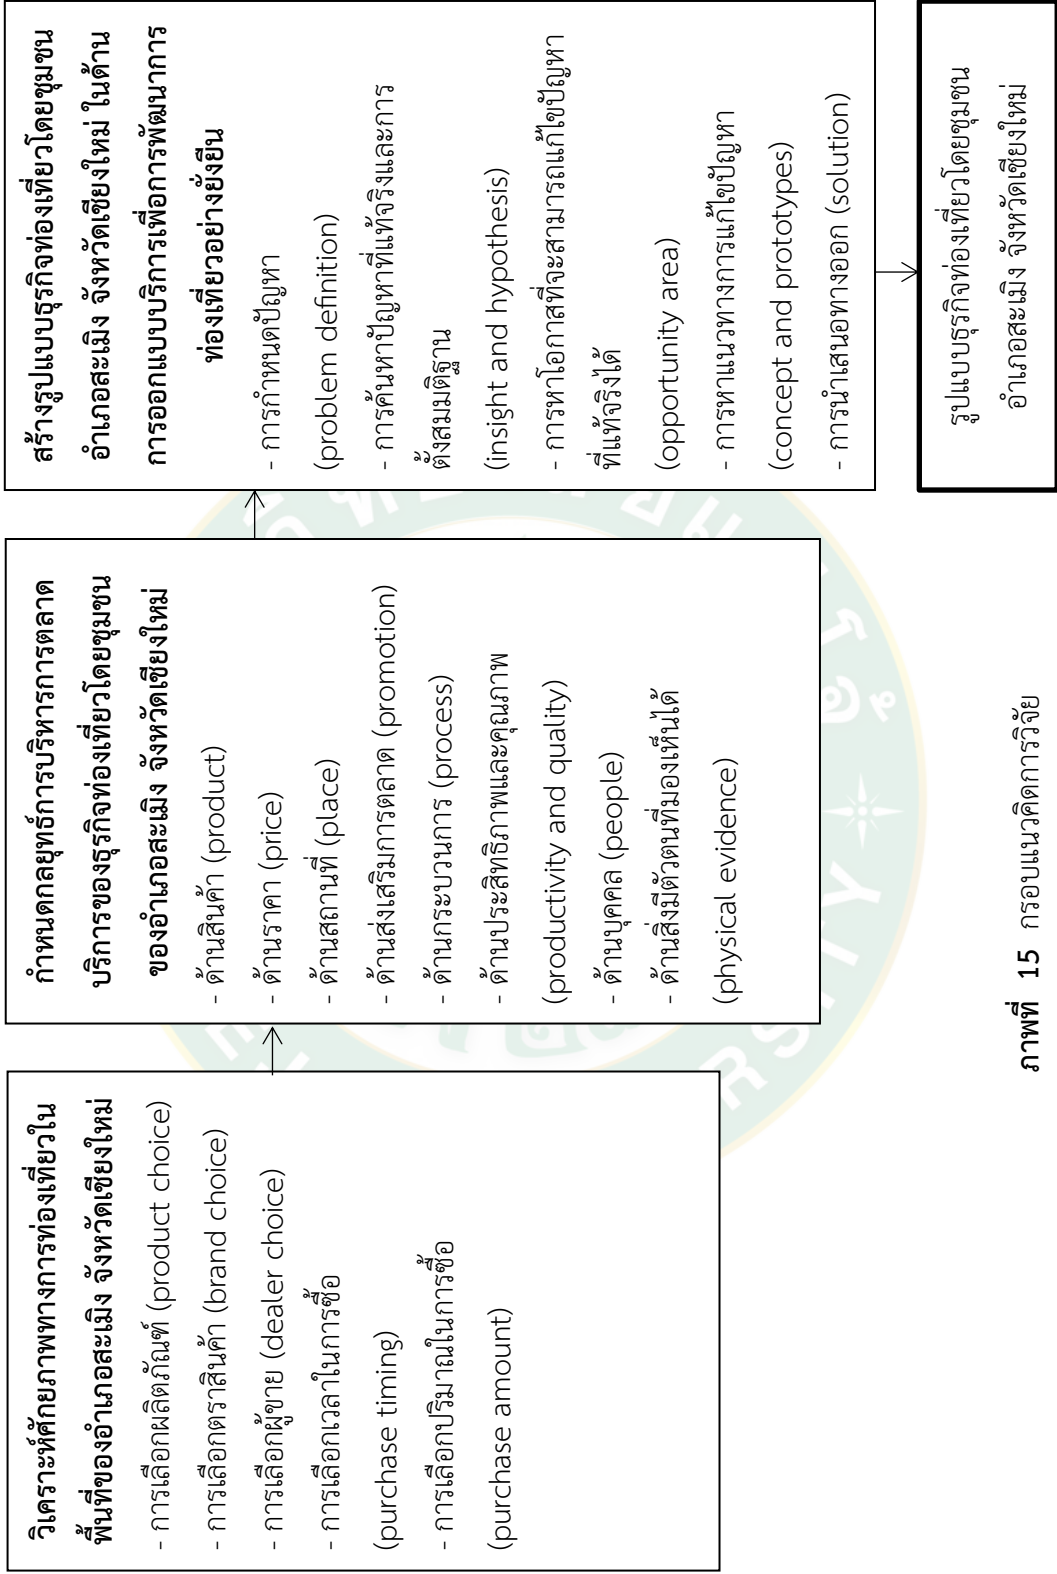 วิเคราะห์ศักยภาพทางการท่องเที่ยวใน
พื้นที่ของอำเภอสะเมิง จังหวัดเชียงใหม่
- การเลือกผลิตภัณฑ์ (product choice)
- การเลือกตราสินค้า (brand choice)
- การเลือกผู้ขาย (dealer choice)
- การเลือกเวลาในการซื้อ
(purchase timing)
- การเลือกปริมาณในการซื้อ
(purchase amount)
กำหนดกลยุทธ์การบริหารการตลาด
บริการของธุรกิจท่องเที่ยวโดยชุมชน
ของอำเภอสะเมิง จังหวัดเชียงใหม่
- ด้านสินค้า (product)
- ด้านราคา (price)
- ด้านสถานที่ (place)
- ด้านส่งเสริมการตลาด (promotion)
- ด้านกระบวนการ (process)
- ด้านประสิทธิภาพและคุณภาพ
(productivity and quality)
- ด้านบุคคล (people)
- ด้านสิ่งมีตัวตนที่มองเห็นได้
(physical evidence)
สร้างรูปแบบธุรกิจท่องเที่ยวโดยชุมชน
อำเภอสะเมิง จังหวัดเชียงใหม่ ในด้าน
การออกแบบบริการเพื่อการพัฒนาการ
ท่องเที่ยวอย่างยั่งยืน
- การกำหนดปัญหา
(problem definition)
- การค้นหาปัญหาที่แท้จริงและการ
ตั้งสมมติฐาน
(insight and hypothesis)
- การหาโอกาสที่จะสามารถแก้ไขปัญหา
ที่แท้จริงได้
(opportunity area)
- การหาแนวทางการแก้ไขปัญหา
(concept and prototypes)
- การนำเสนอทางออก (solution)
รูปแบบธุรกิจท่องเที่ยวโดยชุมชน
อำเภอสะเมิง จังหวัดเชียงใหม่
ภาพที่ 15 กรอบแนวคิดการวิจัย